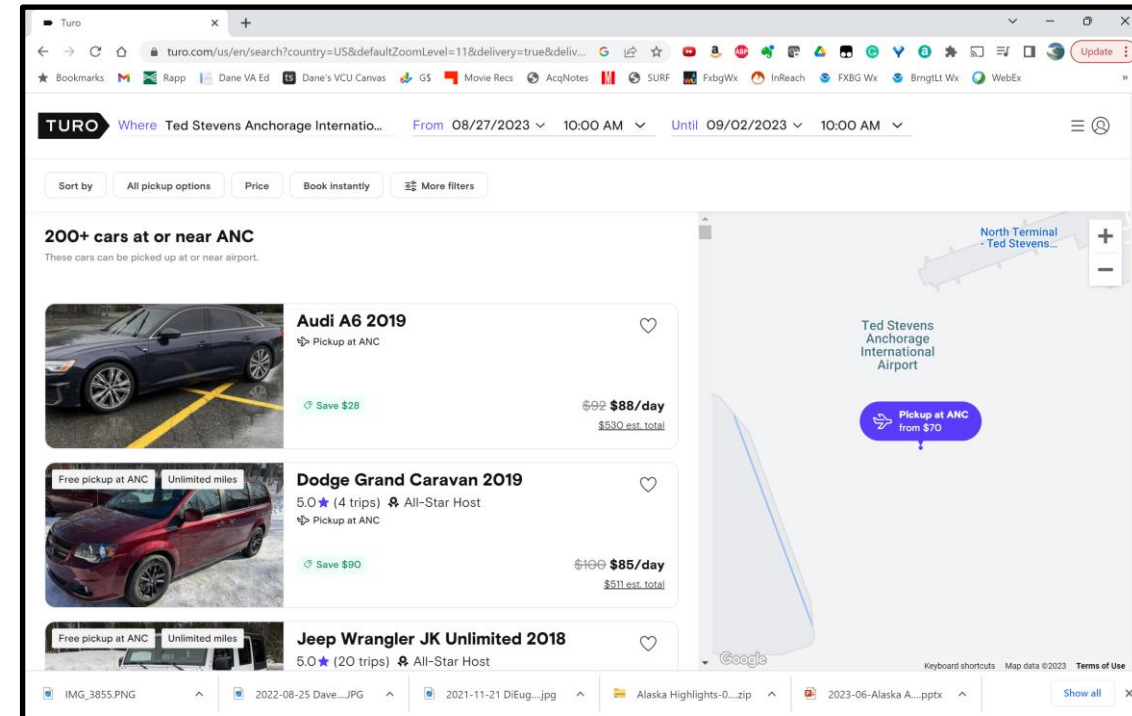 Turo
turo.com/us/en/search?country=US&defaultZoomLevel=11&delivery=true&deliv...
Update
Bookmarks Rapp Dane VA Ed Dane's VCU Canvas G$ Movie Recs AcqNotes SURF FxbgWx InReach FXBG Wx BrngtLt Wx WebEx »
TURO Where Ted Stevens Anchorage Internatio... From 08/27/2023 10:00 AM Until 09/02/2023 10:00 AM
Sort by All pickup options Price Book instantly More filters
200+ cars at or near ANC
These cars can be picked up at or near airport.
Audi A6 2019
Pickup at ANC
Save $28 $92 $88/day
$530 est. total
Free pickup at ANC Unlimited miles
Dodge Grand Caravan 2019
5.0★ (4 trips) All-Star Host
Pickup at ANC
Save $90 $100 $85/day
$511 est. total
Free pickup at ANC Unlimited miles
Jeep Wrangler JK Unlimited 2018
5.0★ (20 trips) All-Star Host
North Terminal
- Ted Stevens...
+
−
Ted Stevens
Anchorage
International
Airport
Pickup at ANC
from $70
Google
Keyboard shortcuts Map data ©2023 Terms of Use
IMG_3855.PNG 2022-08-25 Dave....JPG 2021-11-21 DiEug....jpg Alaska Highlights-0....zip 2023-06-Alaska A....pptx Show all